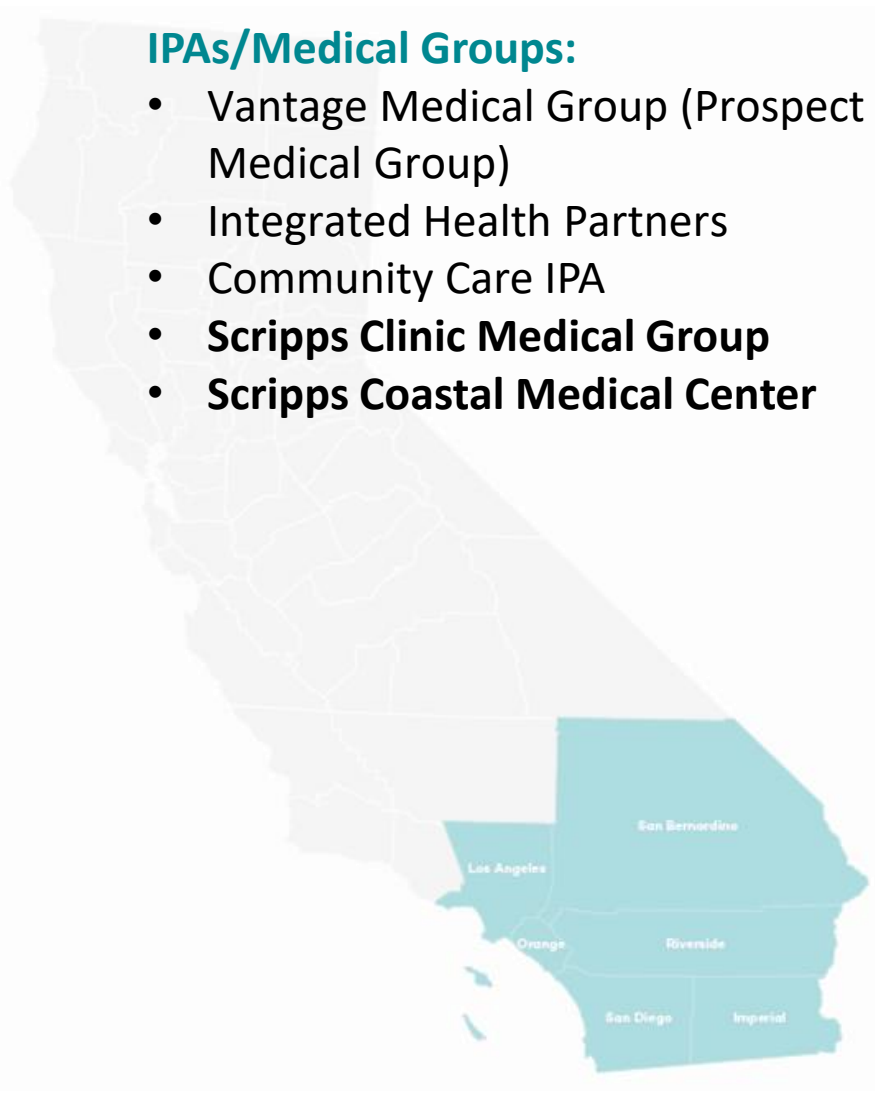 IPAs/Medical Groups:
• Vantage Medical Group (Prospect
Medical Group)
• Integrated Health Partners
• Community Care IPA
• Scripps Clinic Medical Group
• Scripps Coastal Medical Center
San Bernardino
Los Angeles
Orange
Riverside
San Diego
Imperial